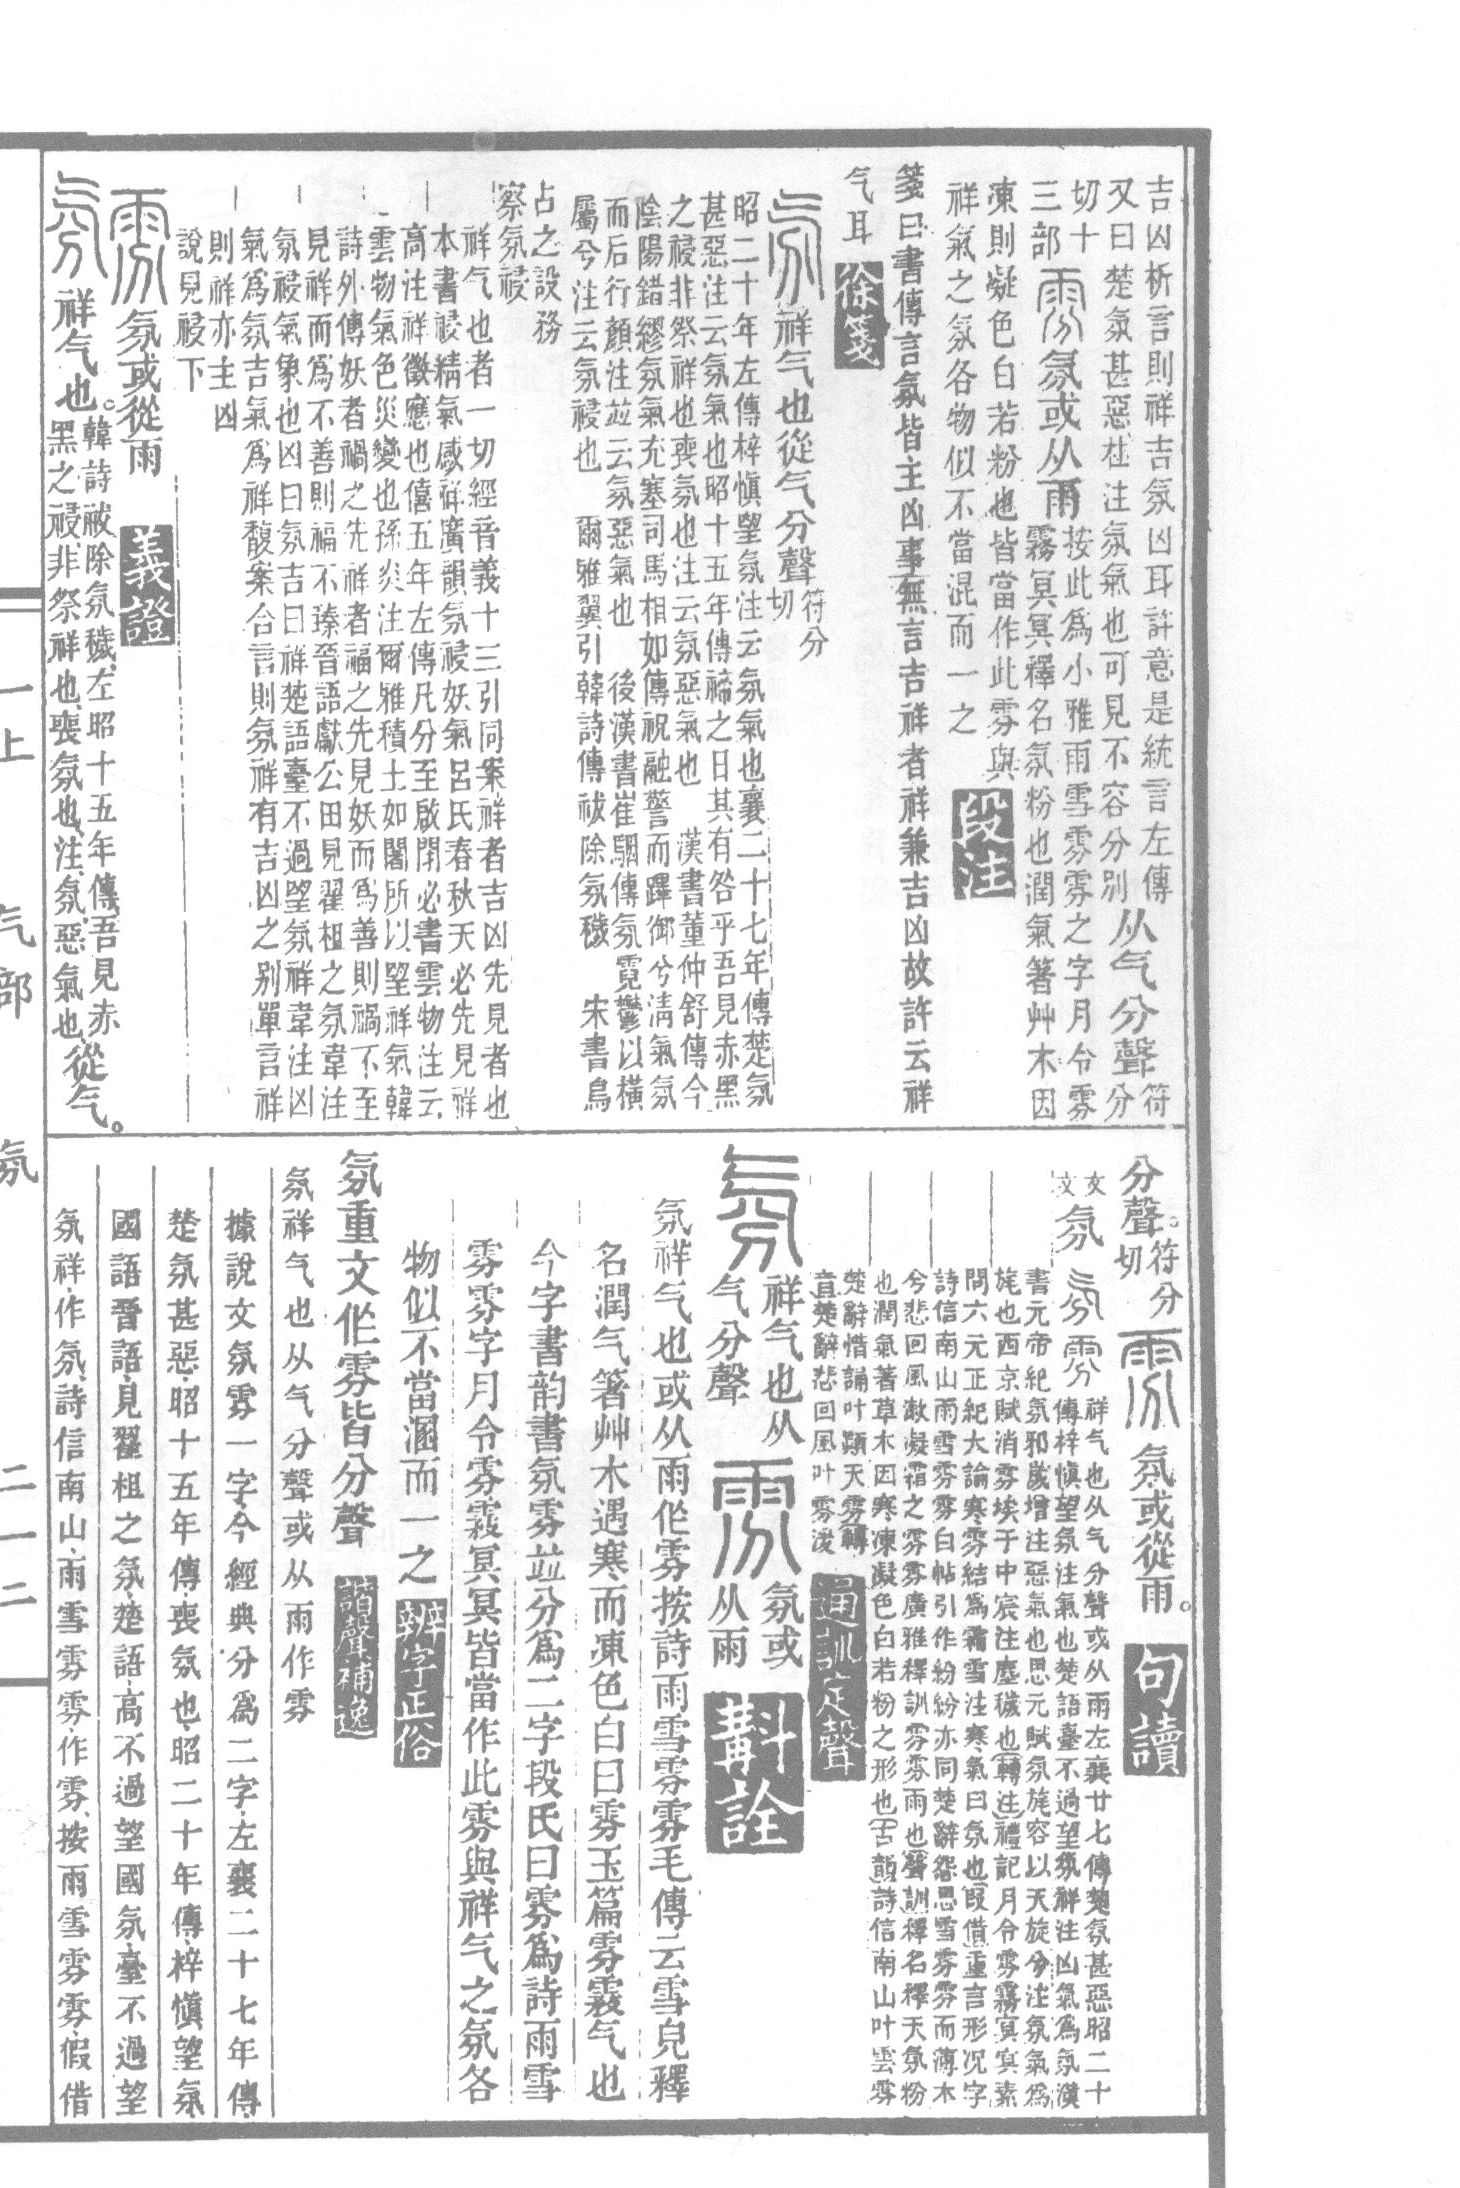 吉凶析言則祥吉氛凶耳許意是統言左傳
又曰楚氛甚惡杜注氛氣也可見不容分別从气分聲符分
切十三部
雰氛或从雨按此爲小雅雨雪雰雰之字月令雰
霧冥冥釋名氛粉也潤氣箸艸木因
凍則凝色白若粉也皆當作此雰與
祥氣之氛各物似不當混而一之
段注
箋曰書傳言氛皆主凶事無言吉祥者祥兼吉凶故許云祥
气耳
徐箋
氛祥气也從气分聲符分切
昭二十年左傳梓慎望氛注云氛氣也襄二十七年傳楚氛
甚惡注云氛氣也昭十五年傳禘之日其有咎乎吾見赤黑
之祲非祭祥也喪氛也注云氛惡氣也 漢書董仲舒傳今
陰陽錯繆氛氣充塞司馬相如傳祝融警而蹕御兮清氣氛
而后行顏注並云氛惡氣也 後漢書崔駰傳氛霓鬱以橫
厲兮注云氛祲也 爾雅翼引韓詩傳祓除氛穢 宋書鳥
占之設務
察氛祲
祥气也者一切經音義十三引同案祥者吉凶先見者也
本書祲精氣感祥廣韻氛祲妖氣呂氏春秋天必先見祥
高注祥徵應也僖五年左傳凡分至啟閉必書雲物注云
雲物氣色災變也孫炎注爾雅積土如闍所以望祥氣韓
詩外傳妖者禍之先祥者福之先見妖而爲善則禍不至
見祥而爲不善則福不臻晉語獻公田見翟柤之氛韋注
氛祲氣象也凶曰氛吉曰祥楚語臺不過望氛祥韋注凶
氣爲氛吉氣爲祥馥案合言則氛祥有吉凶之别單言祥
則祥亦主凶
說見祲下
雰氛或從雨
義證
氛祥气也。韓詩祓除氛穢、左昭十五年傳、吾見赤
黑之祲、非祭祥也、喪氛也、注、氛、惡氣也、從气。
分聲。符分切
雰氛或從雨。
句讀
氛文文
氛雰祥气也从气分聲或从雨左襄廿七傳楚氛甚惡昭二十
傳梓慎望氛注氣也楚語臺不過望氛祥注凶氣爲氛漢
書元帝紀氛邪歲增注惡氣也思元賦氛旄容以天旋兮注氛氣爲
旄也西京賦消雰埃于中宸注塵穢也轉注禮記月令雰霧冥冥素
問六元正紀大論寒雰結爲霜雪注寒氣曰氛也叚借重言形况字
詩信南山雨雪雰雰白帖引作紛紛亦同楚辭怨思雪雰雰而薄木
兮悲回風漱凝霜之雰雰廣雅釋訓雰雰雨也聲訓釋名釋天氛粉
也潤氣著草木因寒凍凝色白若粉之形也古韻詩信南山叶雲雰
楚辭惜誦叶顚天雰轉
音楚辭悲回風叶雰湲
通訓定聲
氛祥气也从气分聲
雰氛或从雨
斠詮
氛祥气也或从雨作雰按詩雨雪雰雰毛傳云雪皃釋
名潤气箸艸木遇寒而凍色白曰雰玉篇雰霧气也
今字書韵書氛雰竝分爲二字段氏曰雰爲詩雨雪
雰雰字月令雰霧冥冥皆當作此雰與祥气之氛各
物似不當溷而一之
辨字正俗
氛重文作雰皆分聲
諧聲補逸
氛祥气也从气分聲或从雨作雰
據說文氛雰一字、今經典分爲二字、左襄二十七年傳、
楚氛甚惡、昭十五年傳、喪氛也、昭二十年傳、梓慎望氛、
國語晉語、見翟柤之氛、楚語、高不過望國氛、臺不過望
氛祥、作氛、詩信南山、雨雪雰雰、作雰、按雨雪雰雰、假借
一上 气部 氛 二一二